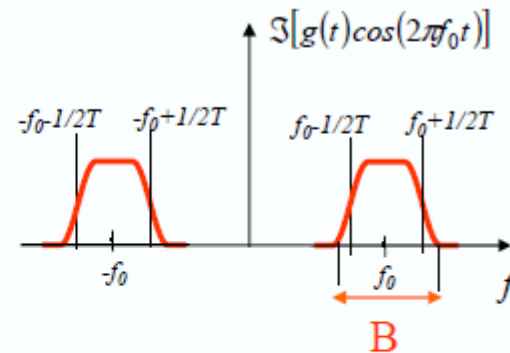 ℑ[g(t)cos(2πf₀t)]
-f₀-1/2T
-f₀+1/2T
f₀-1/2T
f₀+1/2T
-f₀
f₀
f
B